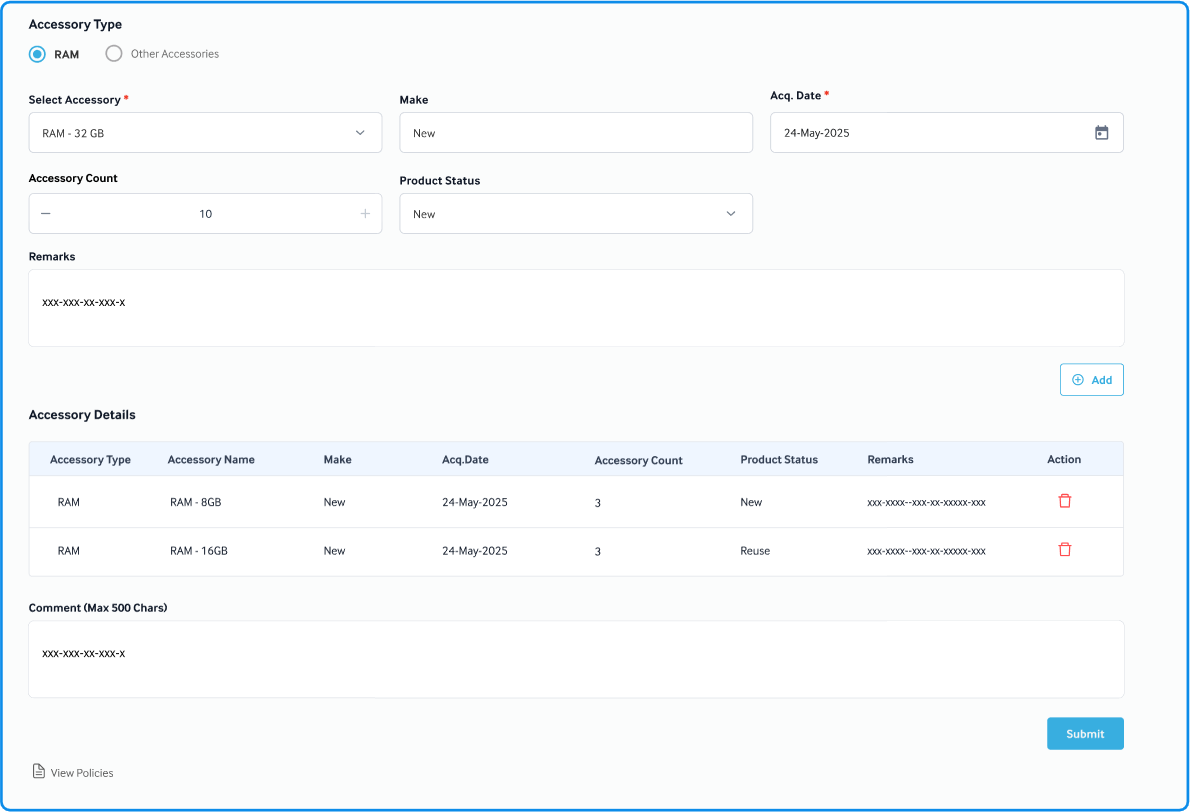 Accessory Type
RAM Other Accessories
Select Accessory * Make Acq. Date *
RAM - 32 GB New 24-May-2025
Accessory Count Product Status
10 New
Remarks
xxx-xxx-xx-xxx-x
Add
Accessory Details
Accessory Type Accessory Name Make Acq.Date Accessory Count Product Status Remarks Action
RAM RAM - 8GB New 24-May-2025 3 New xxx-xxxx--xxx-xx-xxxxx-xxx
RAM RAM - 16GB New 24-May-2025 3 Reuse xxx-xxxx--xxx-xx-xxxxx-xxx
Comment (Max 500 Chars)
xxx-xxx-xx-xxx-x
Submit
View Policies